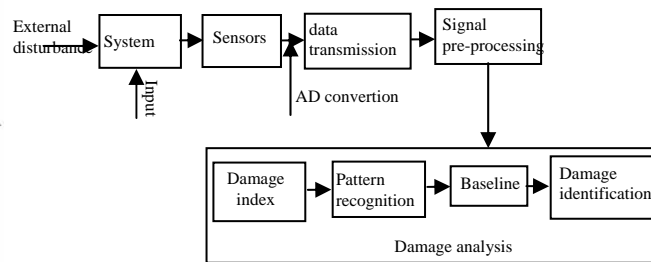 External
disturbance
System
Sensors
data
transmission
Signal
pre-processing
Input
AD convertion
Damage
index
Pattern
recognition
Baseline
Damage
identification
Damage analysis